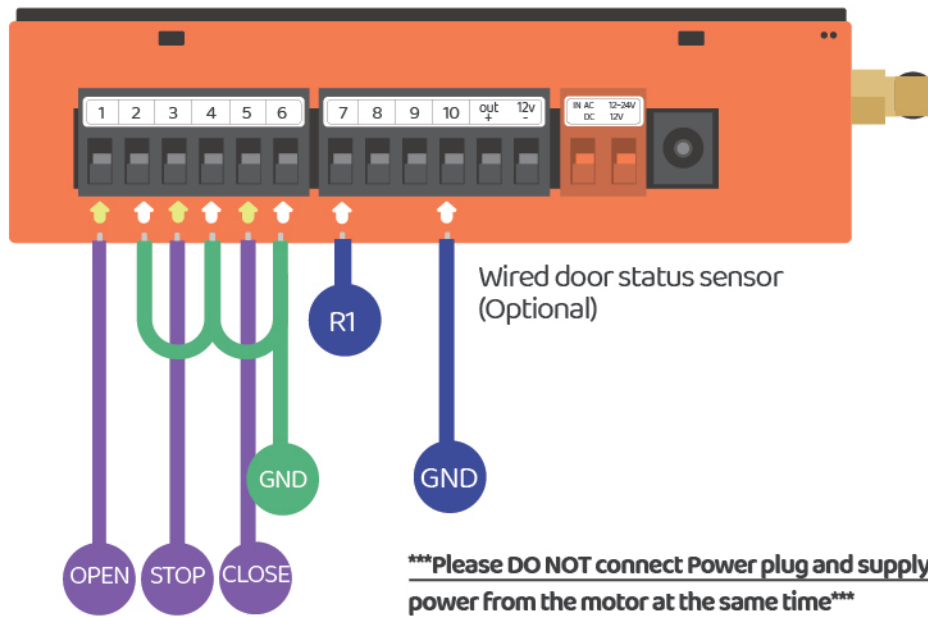 1 2 3 4 5 6 7 8 9 10 out + 12v -
IN AC 12-24V
DC 12V
Wired door status sensor
(Optional)
R1
GND GND
OPEN STOP CLOSE
***Please DO NOT connect Power plug and supply
power from the motor at the same time***